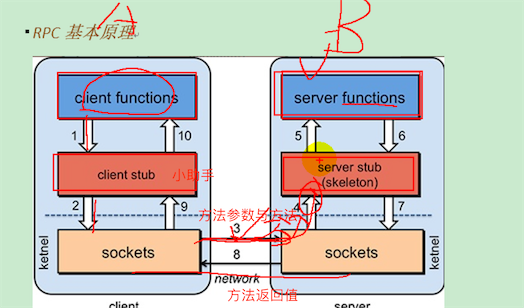 A
B
▪RPC 基本原理
client functions
server functions
1
10
5
6
client stub
小助手
server stub
(skeleton)
2
9
方法参数与方法
4
7
3
ketnel
sockets
8
sockets
ketnel
network
client
方法返回值
server